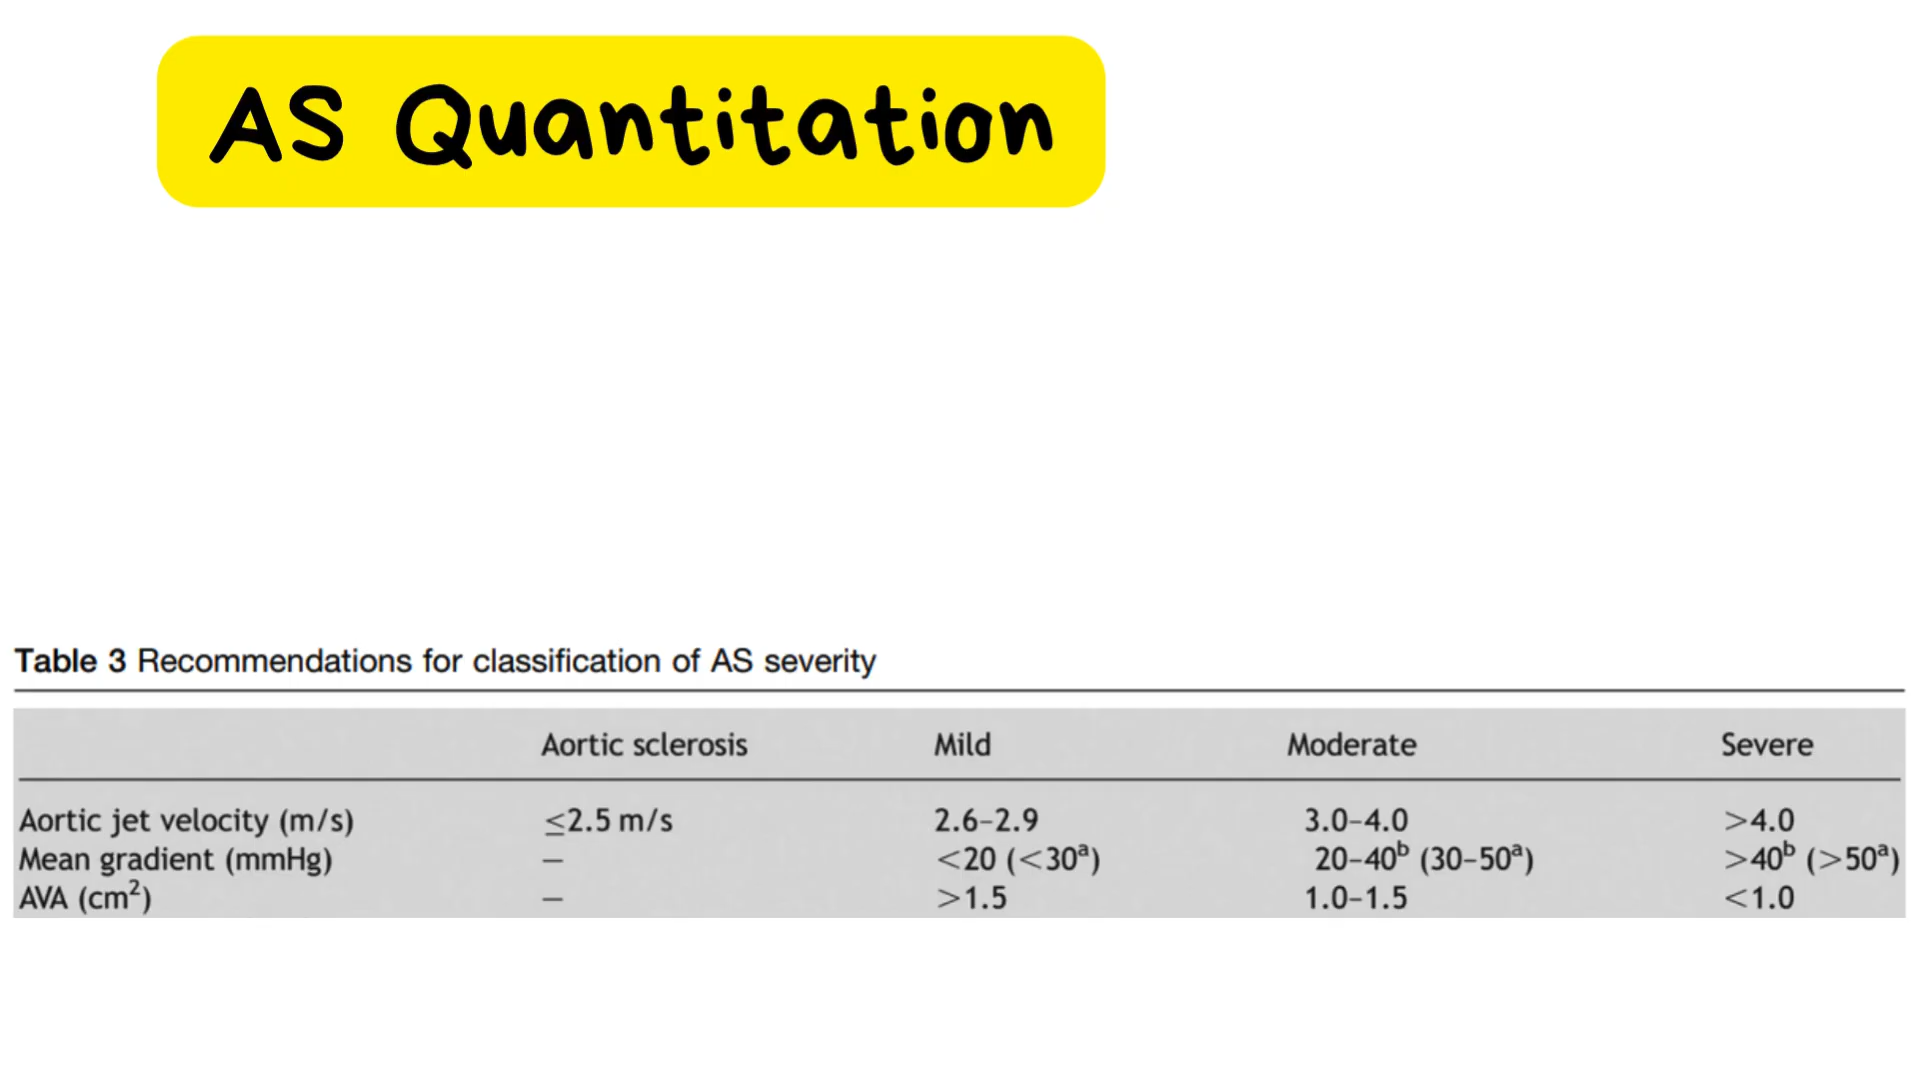 AS Quantitation
Table 3 Recommendations for classification of AS severity
Aortic sclerosis Mild Moderate Severe
Aortic jet velocity (m/s) ≤2.5 m/s 2.6–2.9 3.0–4.0 >4.0
Mean gradient (mmHg) – <20 (<30ᵃ) 20–40ᵇ (30–50ᵃ) >40ᵇ (>50ᵃ)
AVA (cm²) – >1.5 1.0–1.5 <1.0